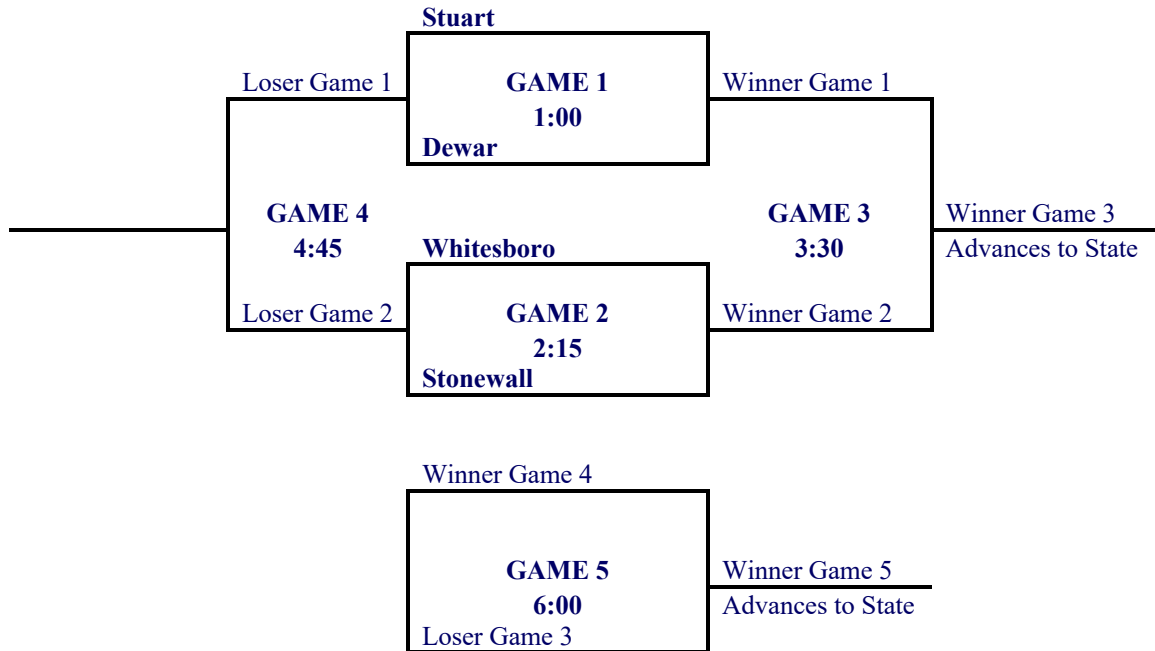 Stuart
Loser Game 1
GAME 1
Winner Game 1
1:00
Dewar
GAME 4
GAME 3
Winner Game 3
4:45
Whitesboro
3:30
Advances to State
Loser Game 2
GAME 2
Winner Game 2
2:15
Stonewall
Winner Game 4
GAME 5
Winner Game 5
6:00
Advances to State
Loser Game 3